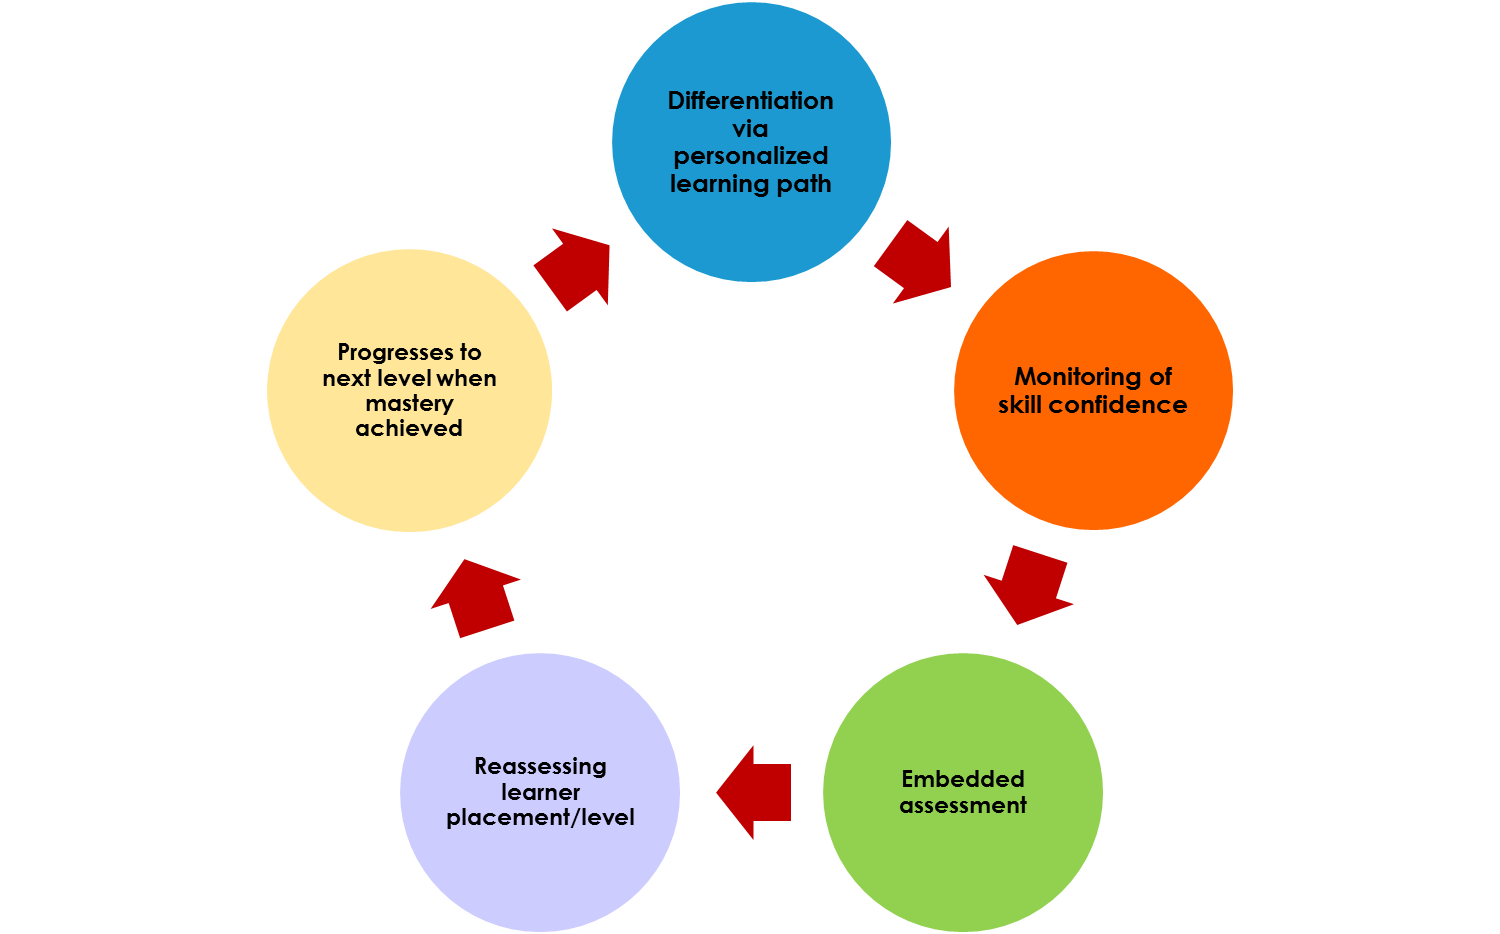 Differentiation
via
personalized
learning path
Monitoring of
skill confidence
Embedded
assessment
Reassessing
learner
placement/level
Progresses to
next level when
mastery
achieved